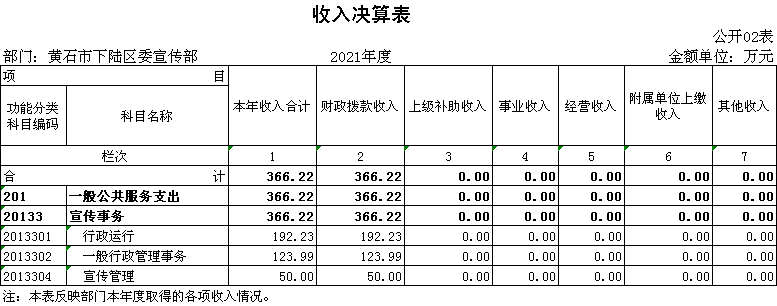 收入决算表
公开02表
部门：黄石市下陆区委宣传部 2021年度 金额单位：万元
项 目 本年收入合计 财政拨款收入 上级补助收入 事业收入 经营收入 附属单位上缴收入 其他收入
功能分类科目编码 科目名称
栏次 1 2 3 4 5 6 7
合 计 366.22 366.22 0.00 0.00 0.00 0.00 0.00
201 一般公共服务支出 366.22 366.22 0.00 0.00 0.00 0.00 0.00
20133 宣传事务 366.22 366.22 0.00 0.00 0.00 0.00 0.00
2013301 行政运行 192.23 192.23 0.00 0.00 0.00 0.00 0.00
2013302 一般行政管理事务 123.99 123.99 0.00 0.00 0.00 0.00 0.00
2013304 宣传管理 50.00 50.00 0.00 0.00 0.00 0.00 0.00
注：本表反映部门本年度取得的各项收入情况。